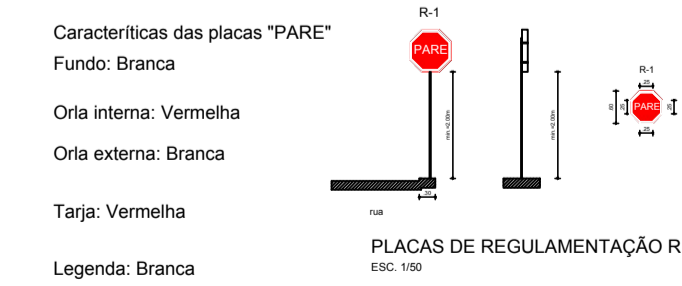 Caracteríticas das placas "PARE"
Fundo: Branca
Orla interna: Vermelha
Orla externa: Branca
Tarja: Vermelha
Legenda: Branca
R-1
PARE
min.=2.00m
.30
rua
min.=2.00m
R-1
.25
.60
.25
PARE
.25
.25
PLACAS DE REGULAMENTAÇÃO R
ESC. 1/50